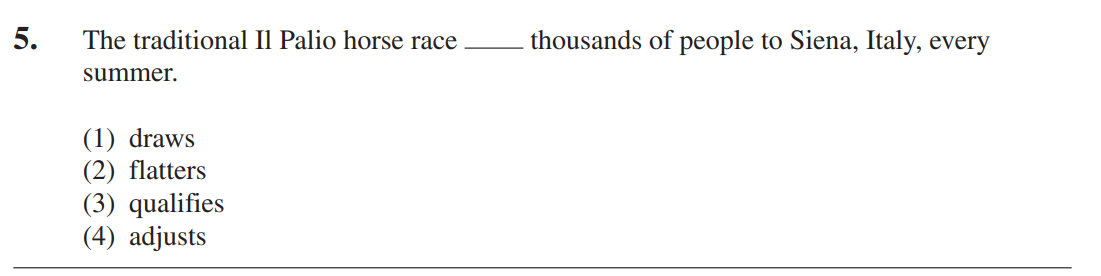 5. The traditional Il Palio horse race ____ thousands of people to Siena, Italy, every
summer.
(1) draws
(2) flatters
(3) qualifies
(4) adjusts